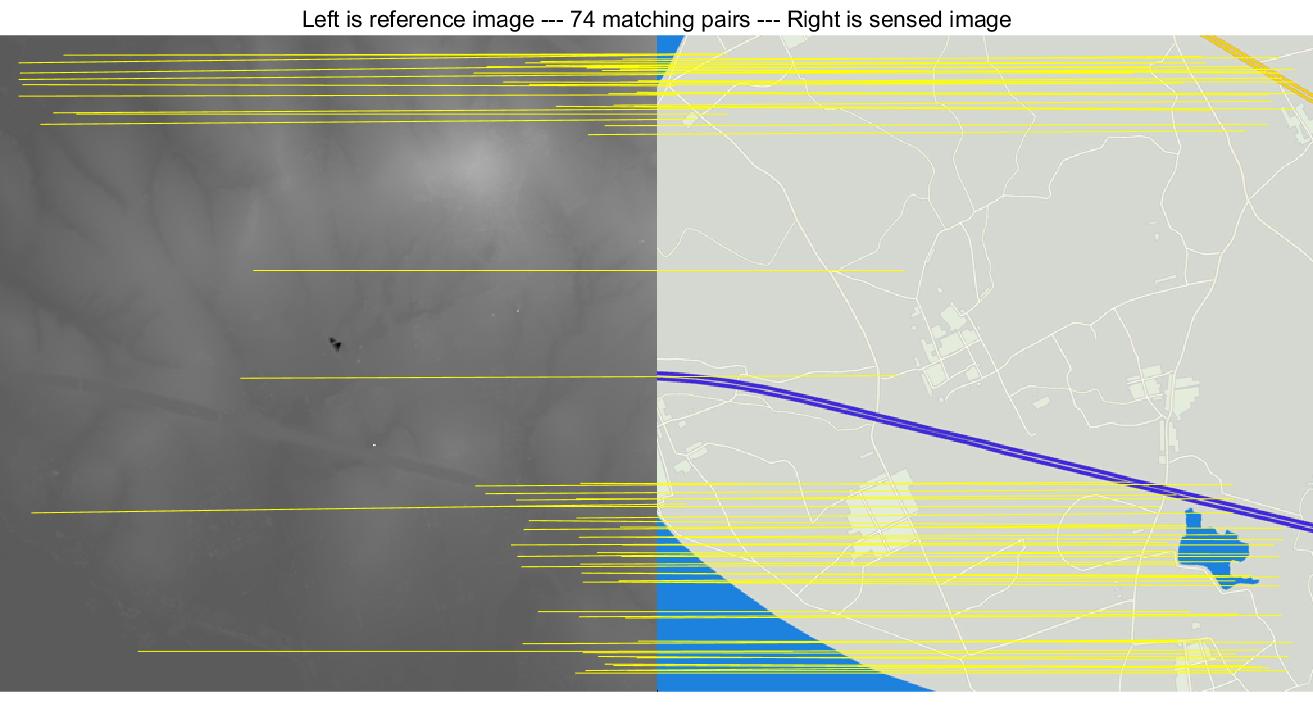 Left is reference image --- 74 matching pairs --- Right is sensed image